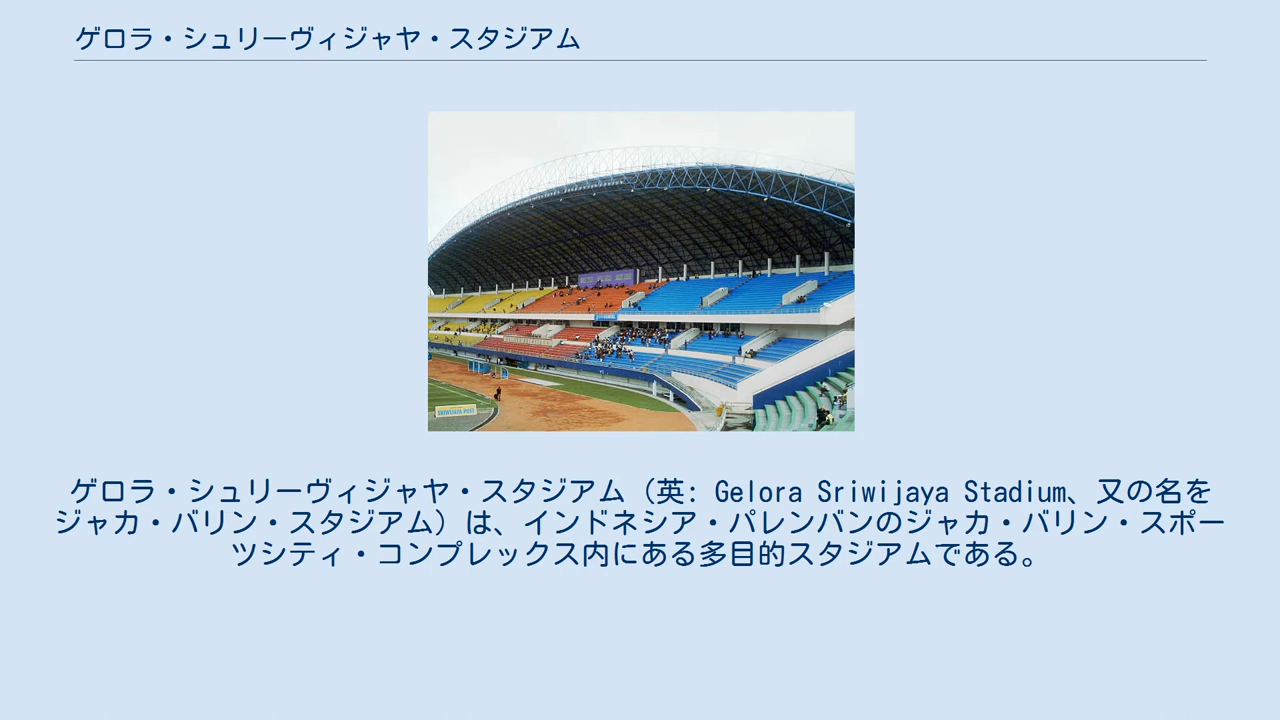 ゲロラ・シュリーヴィジャヤ・スタジアム
SRIWIJAYA POST
ゲロラ・シュリーヴィジャヤ・スタジアム（英: Gelora Sriwijaya Stadium、又の名を
ジャカ・バリン・スタジアム）は、インドネシア・パレンバンのジャカ・バリン・スポー
ツシティ・コンプレックス内にある多目的スタジアムである。